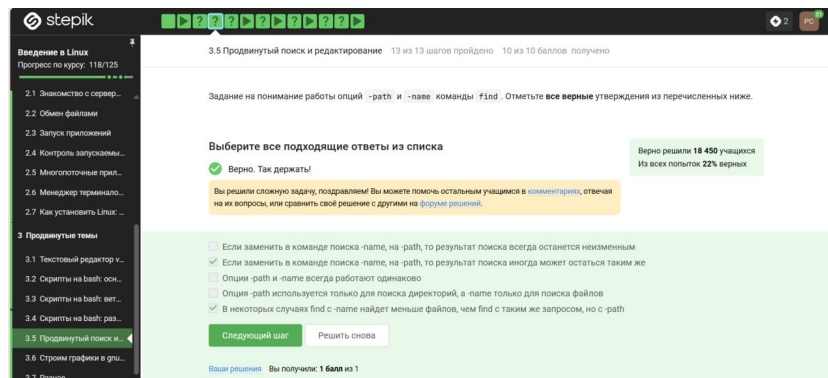 stepik
2
PC
21
Введение в Linux
Прогресс по курсу: 118/125
2.1 Знакомство с сервер...
2.2 Обмен файлами
2.3 Запуск приложений
2.4 Контроль запускаемы...
2.5 Многопоточные прил...
2.6 Менеджер терминало...
2.7 Как установить Linux: ...
3 Продвинутые темы
3.1 Текстовый редактор v...
3.2 Скрипты на bash: осн...
3.3 Скрипты на bash: вет...
3.4 Скрипты на bash: раз...
3.5 Продвинутый поиск и...
3.6 Строим графики в gnu...
3.7 Разное
3.5 Продвинутый поиск и редактирование 13 из 13 шагов пройдено 10 из 10 баллов получено
Задание на понимание работы опций -path и -name команды find . Отметьте все верные утверждения из перечисленных ниже.
Выберите все подходящие ответы из списка
Верно. Так держать!
Верно решили 18 450 учащихся
Из всех попыток 22% верных
Вы решили сложную задачу, поздравляем! Вы можете помочь остальным учащимся в комментариях, отвечая
на их вопросы, или сравнить своё решение с другими на форуме решений.
Если заменить в команде поиска -name, на -path, то результат поиска всегда останется неизменным
Если заменить в команде поиска -name, на -path, то результат поиска иногда может остаться таким же
Опции -path и -name всегда работают одинаково
Опция -path используется только для поиска директорий, а -name только для поиска файлов
В некоторых случаях find с -name найдет меньше файлов, чем find с таким же запросом, но с -path
Следующий шаг
Решить снова
Ваши решения Вы получили: 1 балл из 1